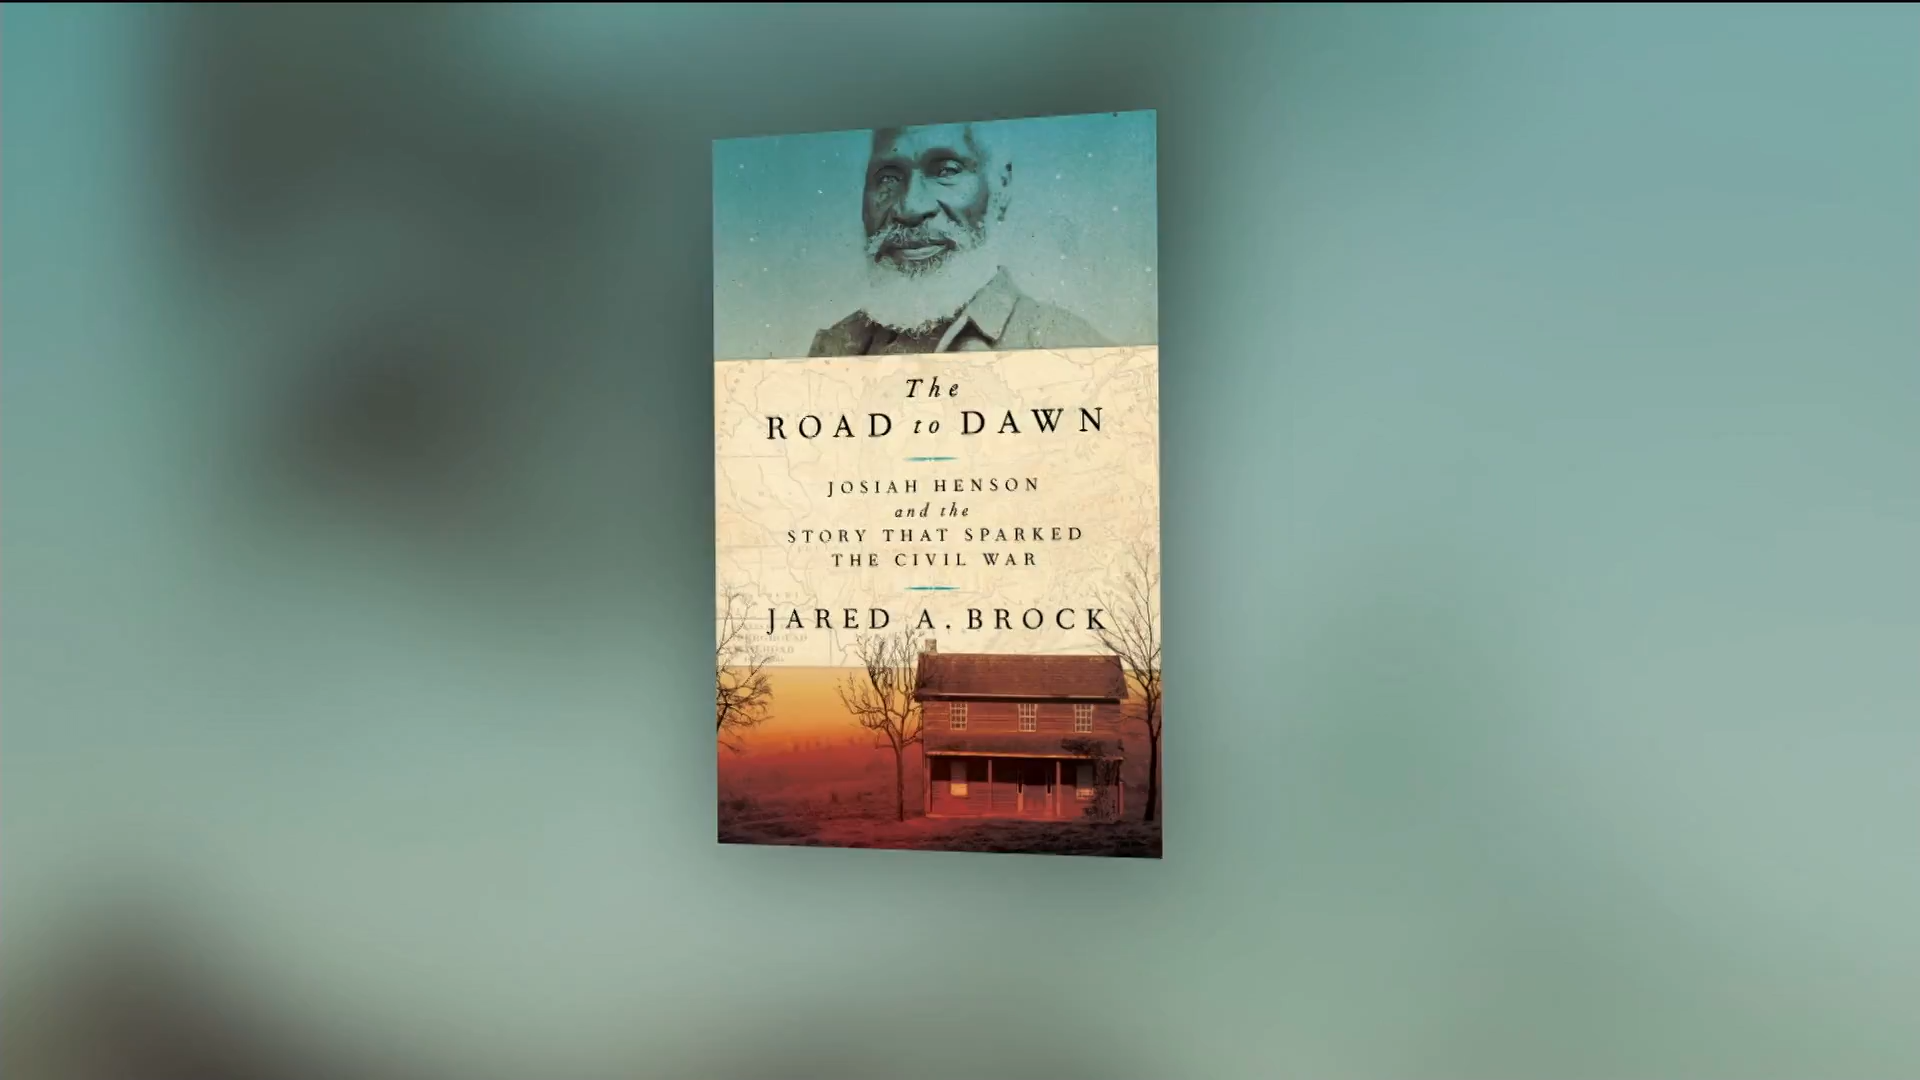 The
ROAD to DAWN
JOSIAH HENSON
and the
STORY THAT SPARKED
THE CIVIL WAR
JARED A. BROCK